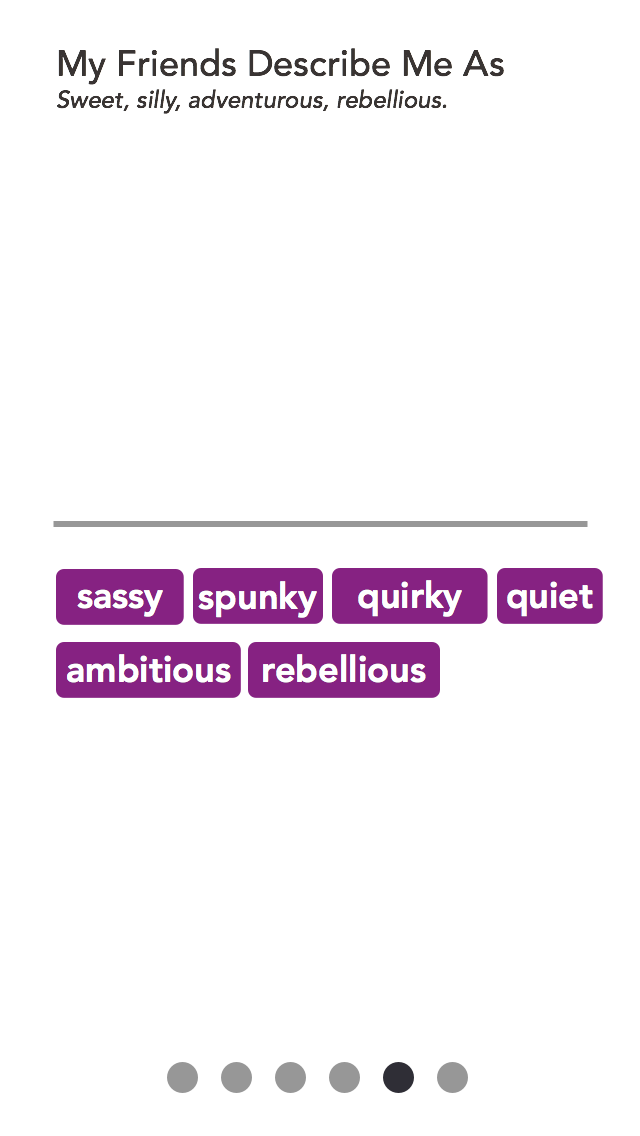 My Friends Describe Me As
Sweet, silly, adventurous, rebellious.
sassy spunky quirky quiet
ambitious rebellious